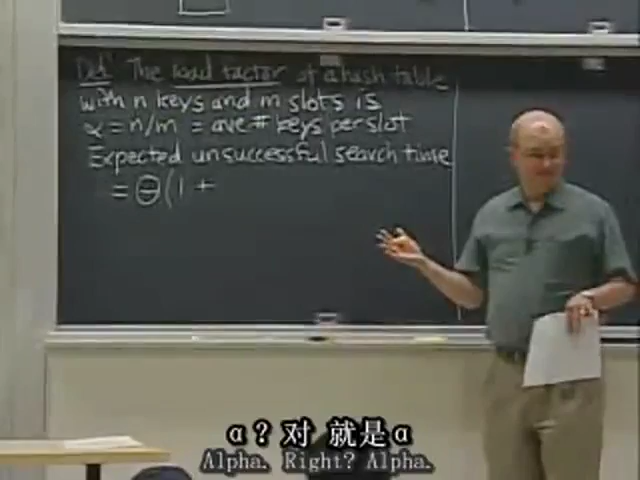 Def: The load factor of a hash table
with n keys and m slots is
α = n/m = ave # keys per slot
Expected unsuccessful search time
= Θ(1 +
α？对 就是α
Alpha. Right? Alpha.